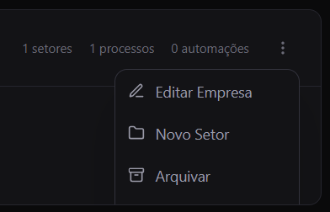 1 setores 1 processos 0 automações
Editar Empresa
Novo Setor
Arquivar